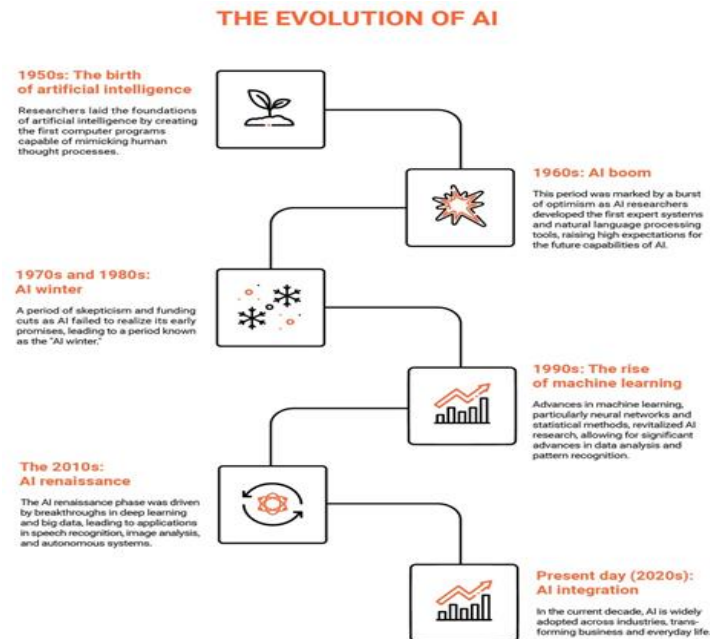 THE EVOLUTION OF AI
1950s: The birth
of artificial intelligence
Researchers laid the foundations
of artificial intelligence by creating
the first computer programs
capable of mimicking human
thought processes.
1960s: AI boom
This period was marked by a burst
of optimism as AI researchers
developed the first expert systems
and natural language processing
tools, raising high expectations for
the future capabilities of AI.
1970s and 1980s:
AI winter
A period of skepticism and funding
cuts as AI failed to realize its early
promises, leading to a period known
as the "AI winter."
1990s: The rise
of machine learning
Advances in machine learning,
particularly neural networks and
statistical methods, revitalized AI
research, allowing for significant
advances in data analysis and
pattern recognition.
The 2010s:
AI renaissance
The AI renaissance phase was driven
by breakthroughs in deep learning
and big data, leading to applications
in speech recognition, image analysis,
and autonomous systems.
Present day (2020s):
AI integration
In the current decade, AI is widely
adopted across industries, trans-
forming business and everyday life